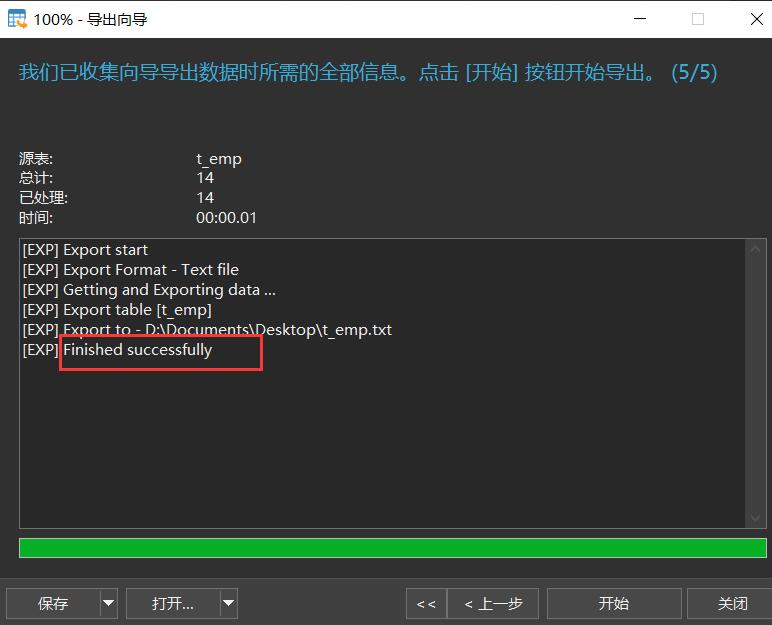 100% - 导出向导
我们已收集向导导出数据时所需的全部信息。点击 [开始] 按钮开始导出。 (5/5)
源表: t_emp
总计: 14
已处理: 14
时间: 00:00.01
[EXP] Export start
[EXP] Export Format - Text file
[EXP] Getting and Exporting data ...
[EXP] Export table [t_emp]
[EXP] Export to - D:\Documents\Desktop\t_emp.txt
[EXP] Finished successfully
保存 打开... << < 上一步 开始 关闭